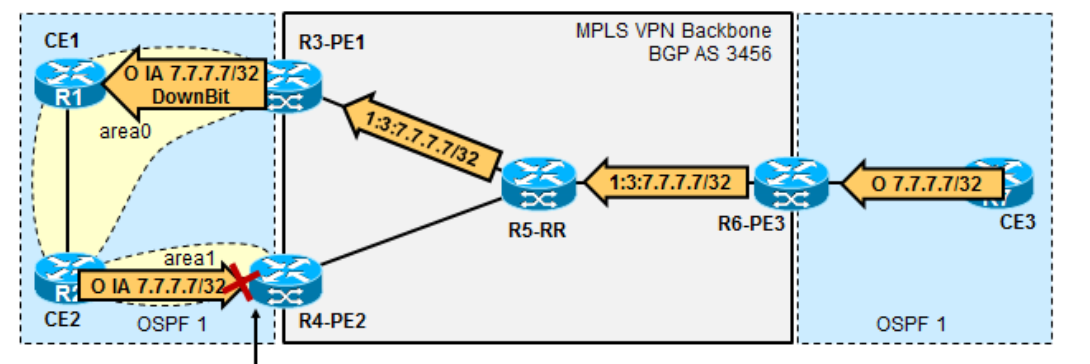 CE1
R3-PE1
MPLS VPN Backbone
BGP AS 3456
O IA 7.7.7.7/32
DownBit
R1
area0
1:3:7.7.7.7/32
1:3:7.7.7.7/32
O 7.7.7.7/32
R7
R5-RR
R6-PE3
CE3
area1
O IA 7.7.7.7/32
R2
CE2
OSPF 1
R4-PE2
OSPF 1